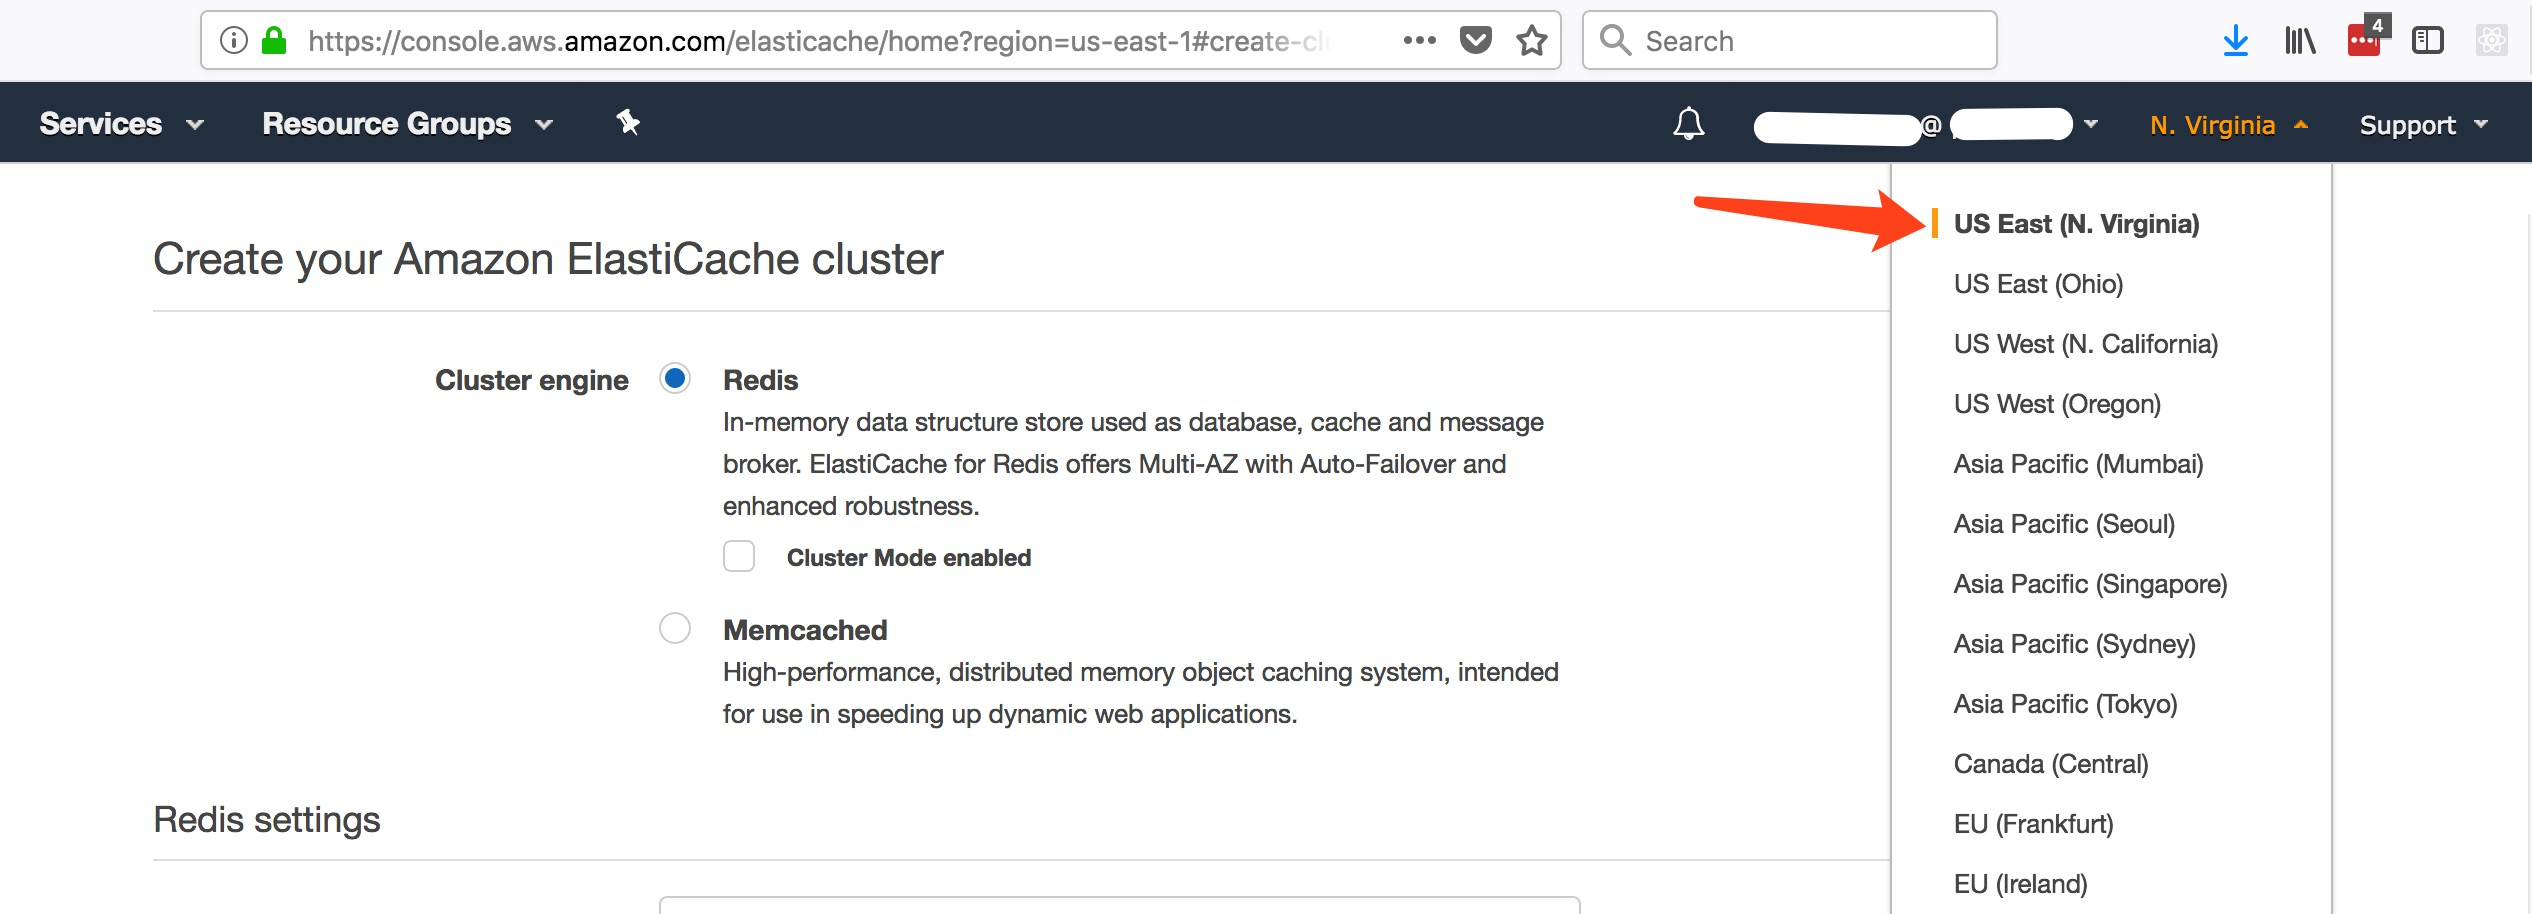 https://console.aws.amazon.com/elasticache/home?region=us-east-1#create-cl
Search
4
Services
Resource Groups
@
N. Virginia
Support
Create your Amazon ElastiCache cluster
Cluster engine
Redis
In-memory data structure store used as database, cache and message
broker. ElastiCache for Redis offers Multi-AZ with Auto-Failover and
enhanced robustness.
Cluster Mode enabled
Memcached
High-performance, distributed memory object caching system, intended
for use in speeding up dynamic web applications.
Redis settings
US East (N. Virginia)
US East (Ohio)
US West (N. California)
US West (Oregon)
Asia Pacific (Mumbai)
Asia Pacific (Seoul)
Asia Pacific (Singapore)
Asia Pacific (Sydney)
Asia Pacific (Tokyo)
Canada (Central)
EU (Frankfurt)
EU (Ireland)